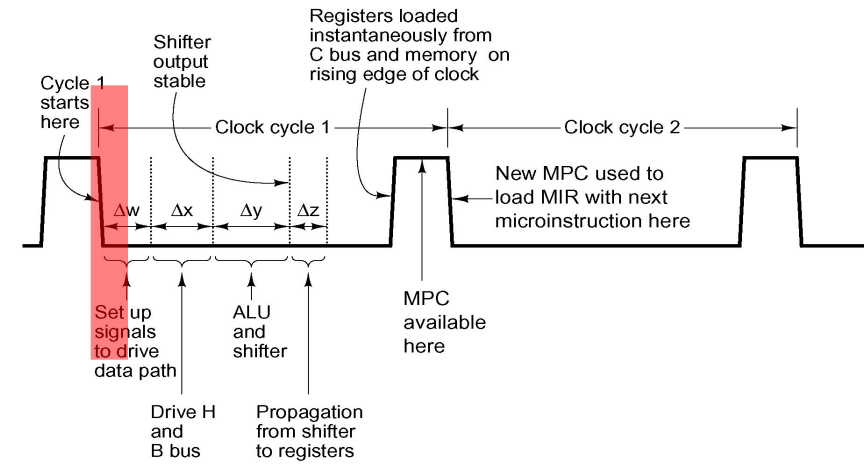 Registers loaded
instantaneously from
C bus and memory on
rising edge of clock
Shifter
output
stable
Cycle 1
starts
here
Clock cycle 1
Clock cycle 2
New MPC used to
load MIR with next
microinstruction here
Δw
Δx
Δy
Δz
Set up
signals
to drive
data path
ALU
and
shifter
MPC
available
here
Drive H
and
B bus
Propagation
from shifter
to registers